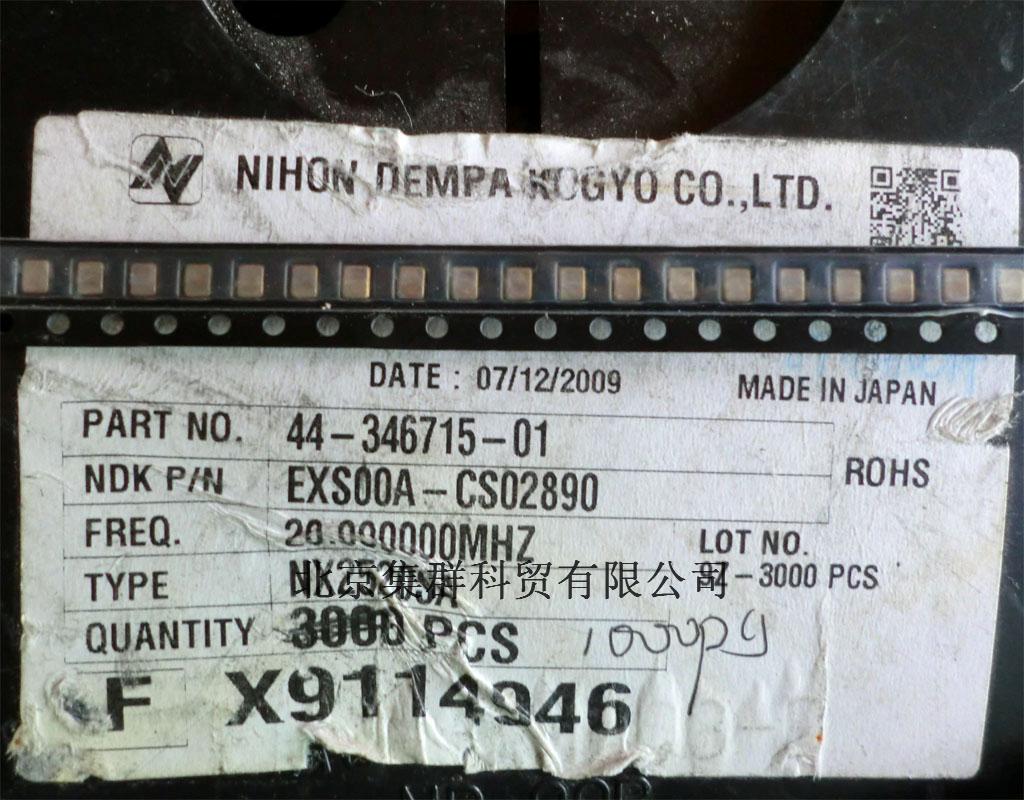 NIHON DEMPA KOGYO CO.,LTD.
DATE : 07/12/2009
MADE IN JAPAN
PART NO. 44-346715-01
NDK P/N EXS00A-CS02890
ROHS
FREQ. .000000MHZ
LOT NO.
TYPE
-3000 PCS
北京集群科贸有限公司
QUANTITY 3000 PCS
F X9114946